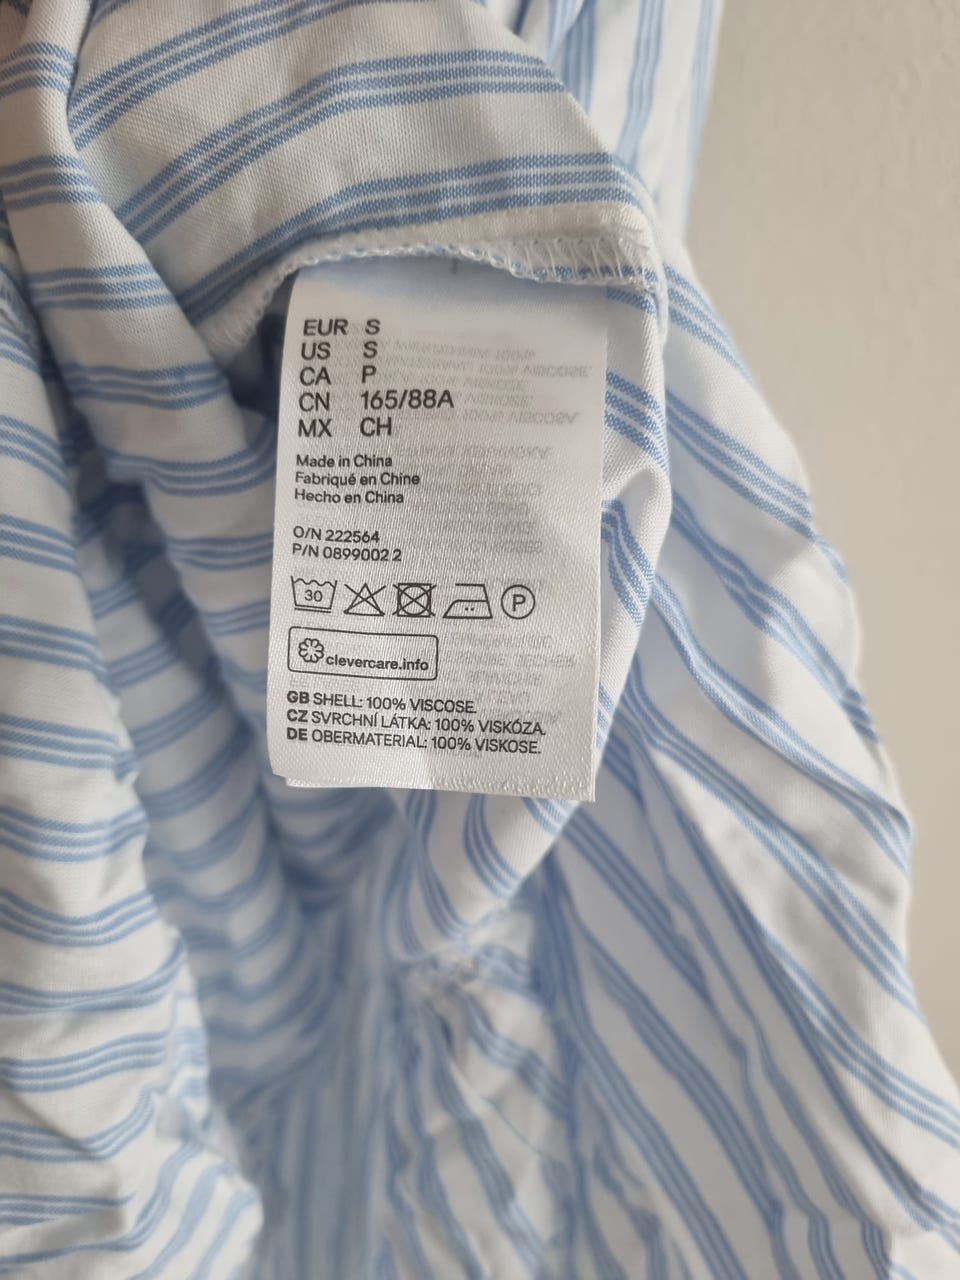 EUR S
US S
CA P
CN 165/88A
MX CH
Made in China
Fabriqué en Chine
Hecho en China
O/N 222564
P/N 0899002 2
30
P
clevercare.info
GB SHELL: 100% VISCOSE.
CZ SVRCHNÍ LÁTKA: 100% VISKÓZA.
DE OBERMATERIAL: 100% VISKOSE.